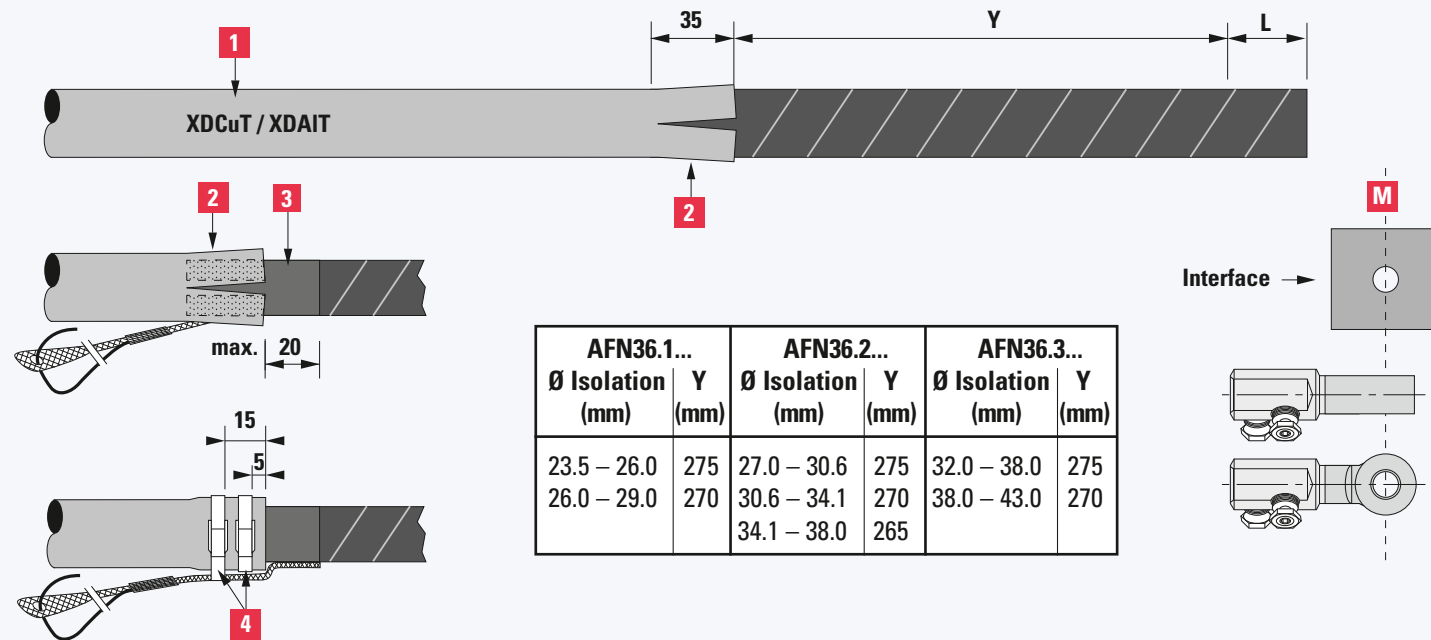 35 Y L
1
XDCuT / XDAlT
2
2 3
M
Interface
max. 20
AFN36.1... AFN36.2... AFN36.3...
Ø Isolation Y Ø Isolation Y Ø Isolation Y
(mm) (mm) (mm) (mm) (mm) (mm)
23.5 – 26.0 275 27.0 – 30.6 275 32.0 – 38.0 275
26.0 – 29.0 270 30.6 – 34.1 270 38.0 – 43.0 270
34.1 – 38.0 265
15
5
4